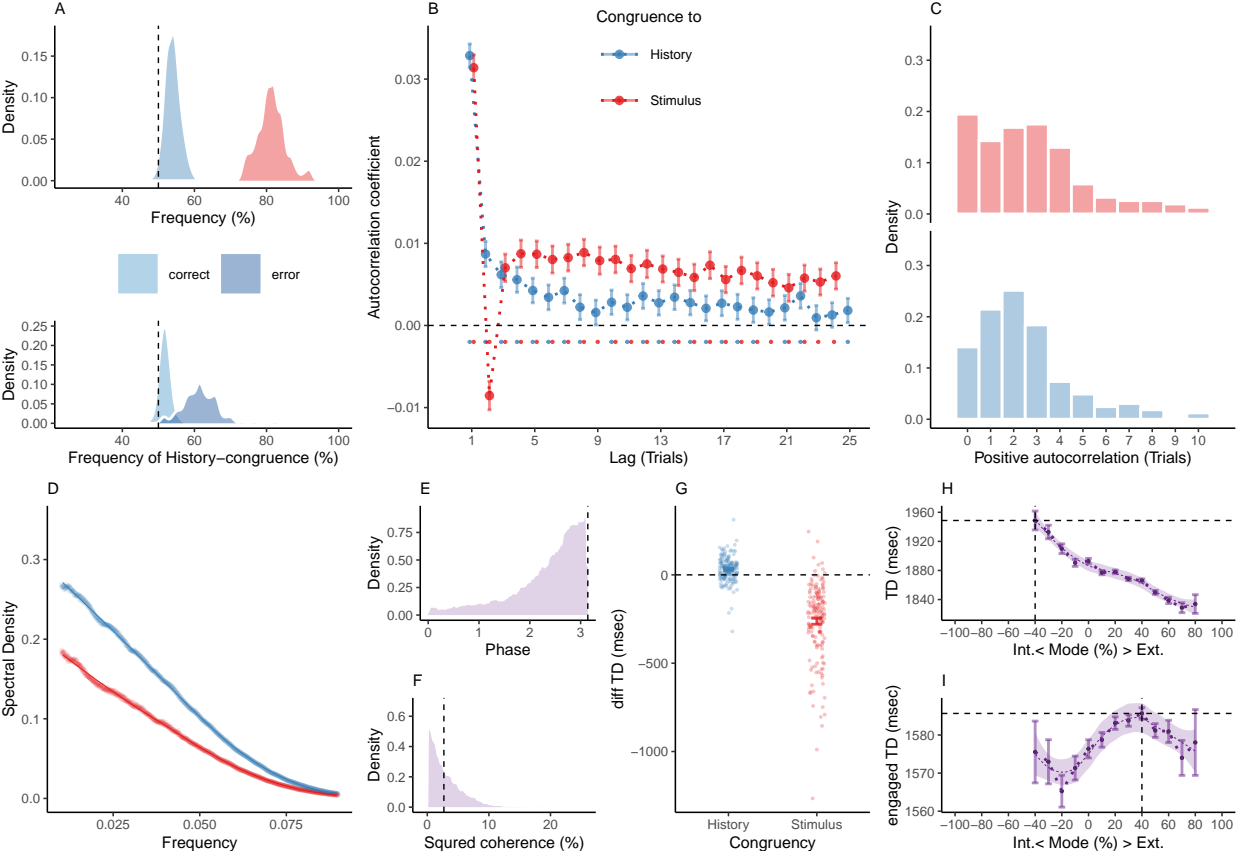 A
Density
0.15
0.10
0.05
0.00
40 60 80 100
Frequency (%)
correct error
Density
0.25
0.20
0.15
0.10
0.05
0.00
40 60 80 100
Frequency of History−congruence (%)
B
Congruence to
History
Stimulus
Autocorrelation coefficient
0.03
0.02
0.01
0.00
−0.01
1 5 9 13 17 21 25
Lag (Trials)
C
Density
0.3
0.2
0.1
0.0
0.3
0.2
0.1
0.0
0 1 2 3 4 5 6 7 8 9 10
Positive autocorrelation (Trials)
D
Spectral Density
0.3
0.2
0.1
0.0
0.025 0.050 0.075
Frequency
E
Density
0.75
0.50
0.25
0.00
0 1 2 3
Phase
F
Density
0.6
0.4
0.2
0.0
0 10 20
Squred coherence (%)
G
diff TD (msec)
0
−500
−1000
History Stimulus
Congruency
H
TD (msec)
1960
1920
1880
1840
−100 −80 −60 −40 −20 0 20 40 60 80 100
Int.< Mode (%) > Ext.
I
engaged TD (msec)
1580
1570
1560
−100 −80 −60 −40 −20 0 20 40 60 80 100
Int.< Mode (%) > Ext.